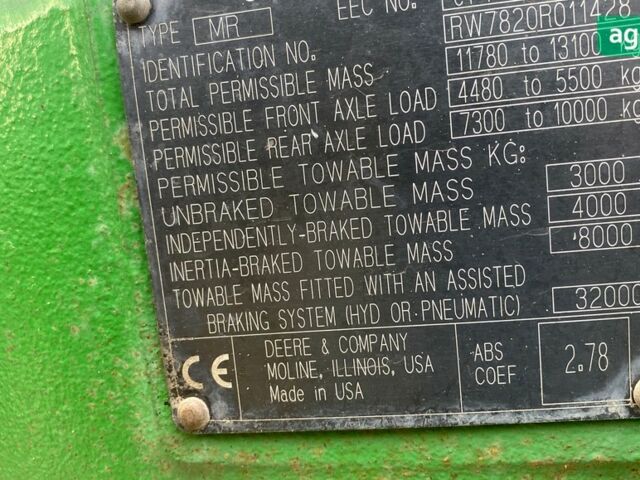 EEC NO.
TYPE MR
IDENTIFICATION NO. RW7820R011428
TOTAL PERMISSIBLE MASS 11780 to 13100
PERMISSIBLE FRONT AXLE LOAD 4480 to 5500 kg
PERMISSIBLE REAR AXLE LOAD 7300 to 10000 kg
PERMISSIBLE TOWABLE MASS KG:
UNBRAKED TOWABLE MASS 3000
INDEPENDENTLY-BRAKED TOWABLE MASS 4000
INERTIA-BRAKED TOWABLE MASS 8000
TOWABLE MASS FITTED WITH AN ASSISTED
BRAKING SYSTEM (HYD OR PNEUMATIC) 32000
CE
DEERE & COMPANY
MOLINE, ILLINOIS, USA
Made in USA
ABS
COEF
2.78
ag